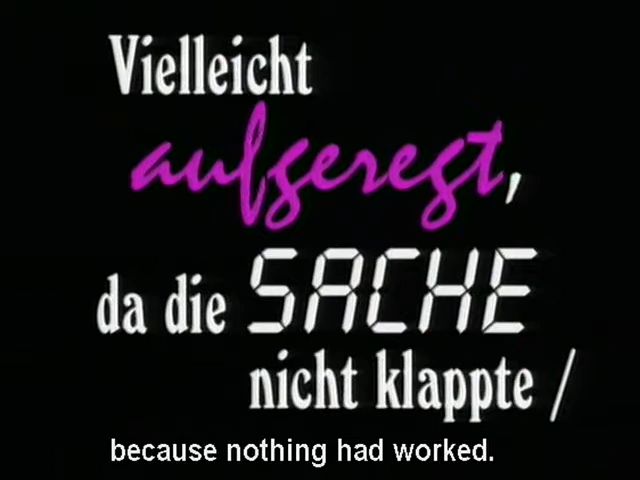 Vielleicht
aufgeregt,
da die SACHE
nicht klappte /
because nothing had worked.